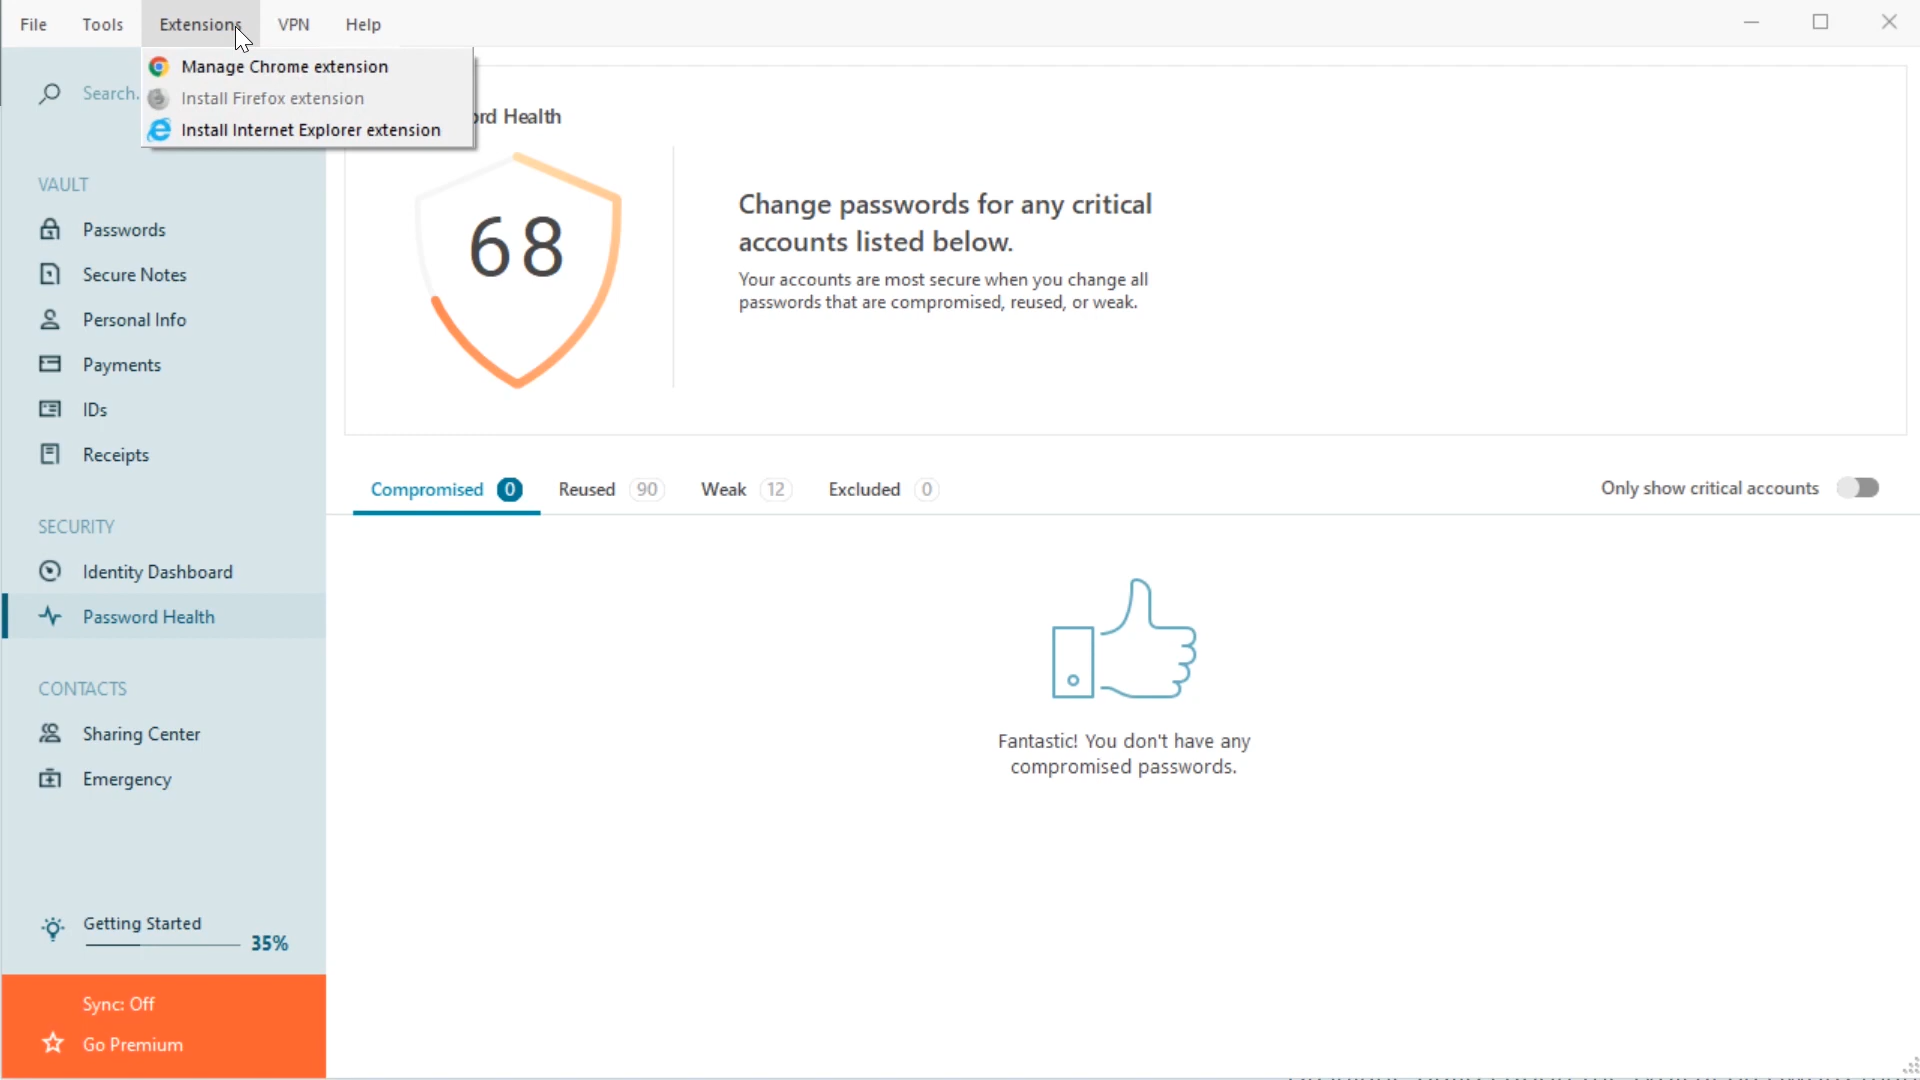 File Tools Extensions VPN Help
Manage Chrome extension
Install Firefox extension
Install Internet Explorer extension
Search.
ord Health
68
Change passwords for any critical
accounts listed below.
Your accounts are most secure when you change all
passwords that are compromised, reused, or weak.
VAULT
Passwords
Secure Notes
Personal Info
Payments
IDs
Receipts
SECURITY
Identity Dashboard
Password Health
CONTACTS
Sharing Center
Emergency
Getting Started
35%
Sync: Off
Go Premium
Compromised 0 Reused 90 Weak 12 Excluded 0
Only show critical accounts
Fantastic! You don't have any
compromised passwords.